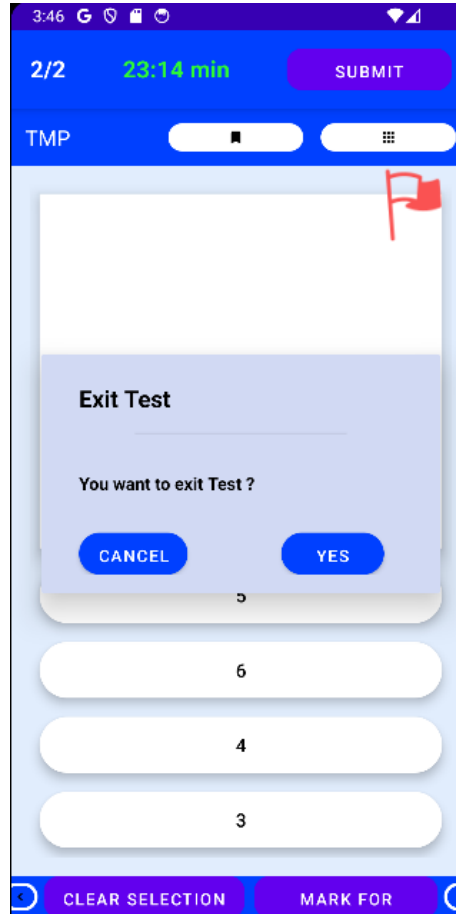 3:46 G
2/2 23:14 min SUBMIT
TMP
Exit Test
You want to exit Test ?
CANCEL YES
5
6
4
3
CLEAR SELECTION MARK FOR